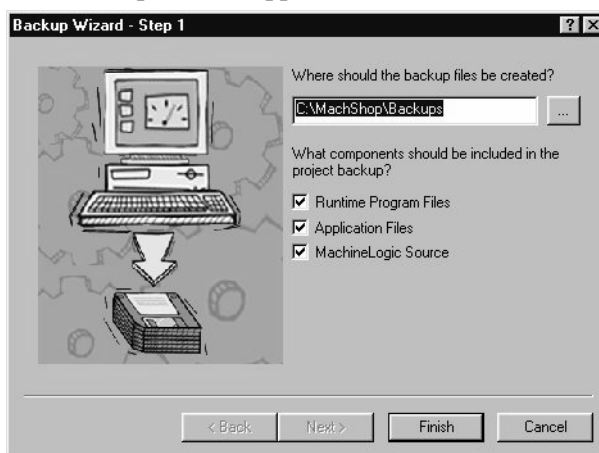 Backup Wizard - Step 1
Where should the backup files be created?
C:\MachShop\Backups
...
What components should be included in the
project backup?
Runtime Program Files
Application Files
MachineLogic Source
< Back
Next >
Finish
Cancel